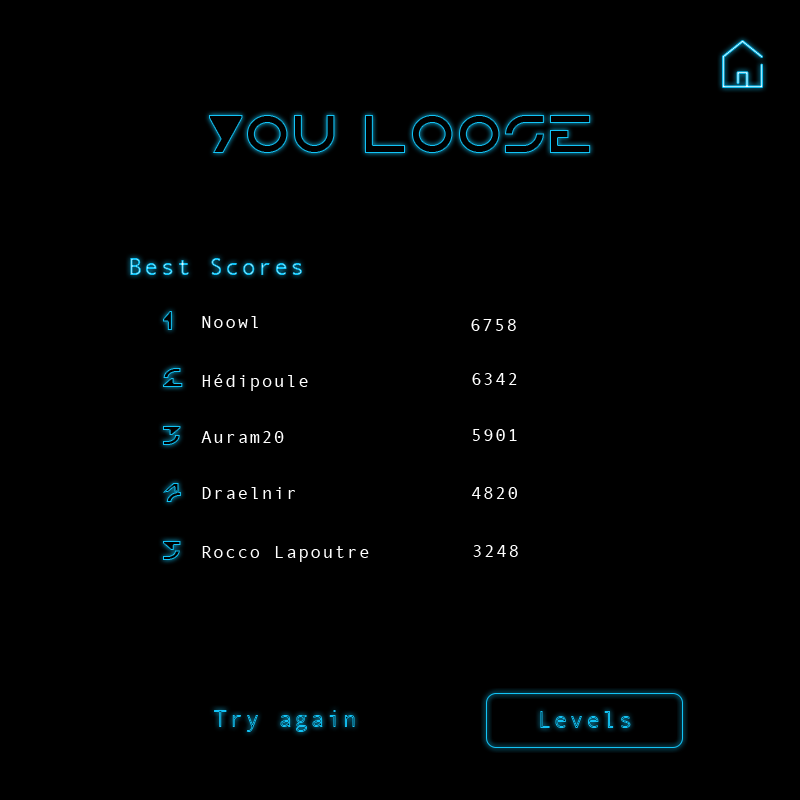 YOU LOOSE
Best Scores
1 Noowl 6758
2 Hédipoule 6342
3 Auram20 5901
4 Draelnir 4820
5 Rocco Lapoutre 3248
Try again Levels